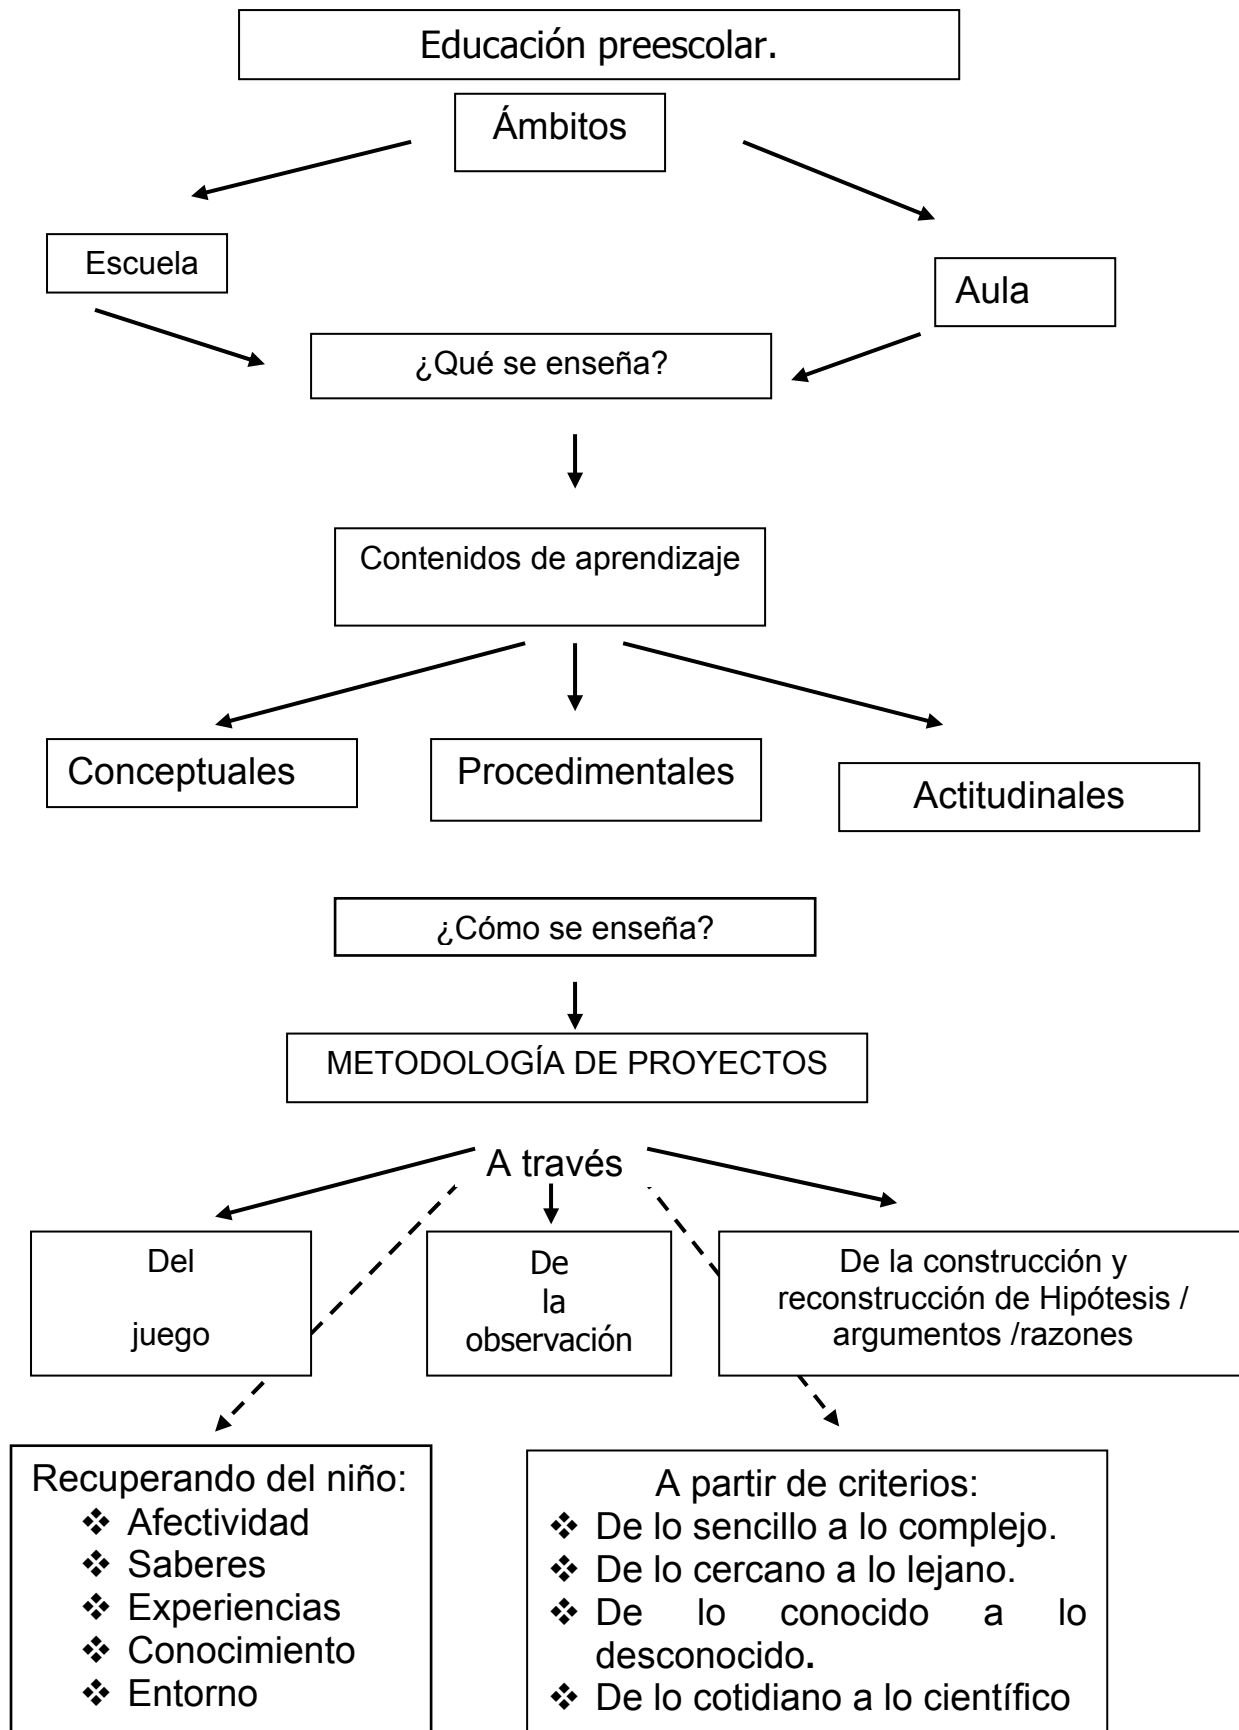 Educación preescolar.
Ámbitos
Escuela
Aula
¿Qué se enseña?
Contenidos de aprendizaje
Conceptuales
Procedimentales
Actitudinales
¿Cómo se enseña?
METODOLOGÍA DE PROYECTOS
A través
Del
juego
De
la
observación
De la construcción y
reconstrucción de Hipótesis /
argumentos /razones
Recuperando del niño:
❖ Afectividad
❖ Saberes
❖ Experiencias
❖ Conocimiento
❖ Entorno
A partir de criterios:
❖ De lo sencillo a lo complejo.
❖ De lo cercano a lo lejano.
❖ De lo conocido a lo
desconocido.
❖ De lo cotidiano a lo científico